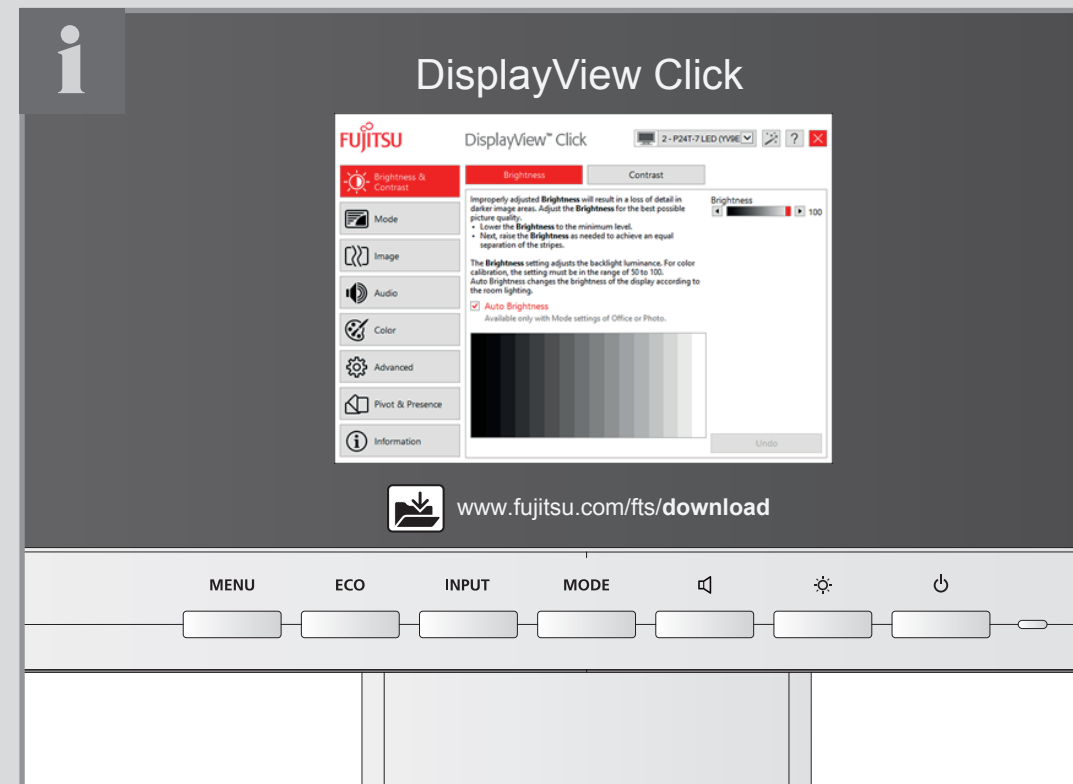 DisplayView Click
FUJITSU
DisplayView™ Click
2 - P24T-7 LED (YV9E
?
Brightness &
Contrast
Mode
Image
Audio
Color
Advanced
Pivot & Presence
Information
Brightness
Contrast
Improperly adjusted Brightness will result in a loss of detail in
darker image areas. Adjust the Brightness for the best possible
picture quality.
• Lower the Brightness to the minimum level.
• Next, raise the Brightness as needed to achieve an equal
separation of the stripes.
The Brightness setting adjusts the backlight luminance. For color
calibration, the setting must be in the range of 50 to 100.
Auto Brightness changes the brightness of the display according to
the room lighting.
Auto Brightness
Available only with Mode settings of Office or Photo.
Brightness
100
Undo
www.fujitsu.com/fts/download
MENU
ECO
INPUT
MODE